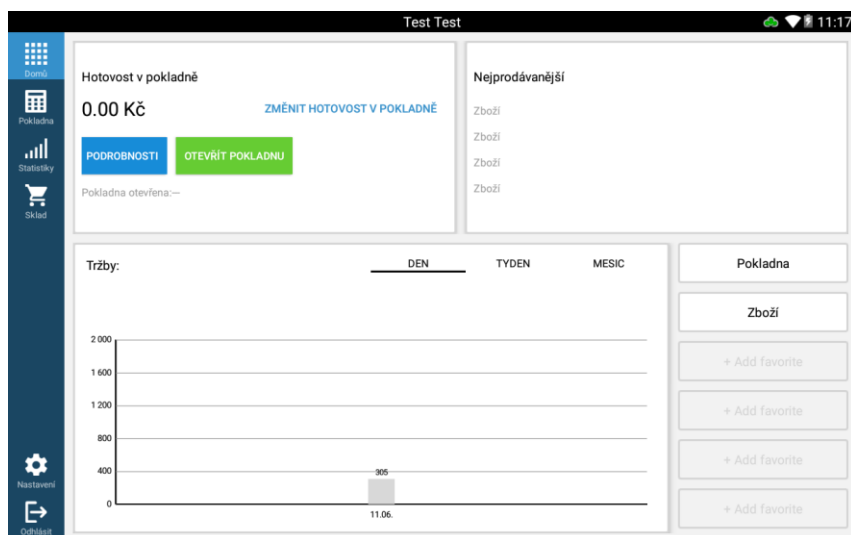 Test Test
11:17
Domů
Pokladna
Statistiky
Sklad
Nastavení
Odhlásit
Hotovost v pokladně
0.00 Kč
ZMĚNIT HOTOVOST V POKLADNĚ
PODROBNOSTI
OTEVŘÍT POKLADNU
Pokladna otevřena:--
Nejprodávanější
Zboží
Zboží
Zboží
Zboží
Tržby:
DEN
TYDEN
MESIC
2 000
1 600
1 200
800
400
0
305
11.06.
Pokladna
Zboží
+ Add favorite
+ Add favorite
+ Add favorite
+ Add favorite